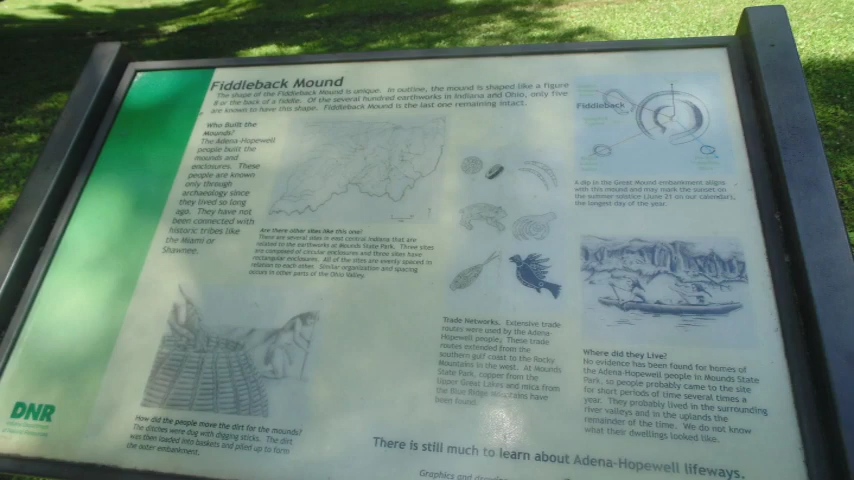 Fiddleback Mound
The shape of the Fiddleback Mound is unique. In outline, the mound is shaped like a figure
8 or the back of a fiddle. Of the several hundred earthworks in Indiana and Ohio, only five
are known to have this shape. Fiddleback Mound is the last one remaining intact.
Who Built the
Mounds?
The Adena-Hopewell
people built the
mounds and
enclosures. These
people are known
only through
archaeology since
they lived so long
ago. They have not
been connected with
historic tribes like
the Miami or
Shawnee.
Are there other sites like this one?
There are several sites in east central Indiana that are
related to the earthworks at Mounds State Park. Three sites
are composed of circular enclosures and three sites have
rectangular enclosures. All of the sites are evenly spaced in
relation to each other. Similar organization and spacing
occurs in other parts of the Ohio Valley.
How did the people move the dirt for the mounds?
The ditches were dug with digging sticks. The dirt
was then loaded into baskets and piled up to form
the outer embankment.
Trade Networks. Extensive trade
routes were used by the Adena-
Hopewell people. These trade
routes extended from the
southern gulf coast to the Rocky
Mountains in the west. At Mounds
State Park, copper from the
Upper Great Lakes and mica from
the Blue Ridge Mountains have
been found.
Fiddleback
A dip in the Great Mound embankment aligns
with this mound and may mark the sunset on
the summer solstice (June 21 on our calendar),
the longest day of the year.
Where did they Live?
No evidence has been found for homes of
the Adena-Hopewell people in Mounds State
Park, so people probably came to the site
for short periods of time several times a
year. They probably lived in the surrounding
river valleys and in the uplands the
remainder of the time. We do not know
what their dwellings looked like.
There is still much to learn about Adena-Hopewell lifeways.
Graphics and
DNR